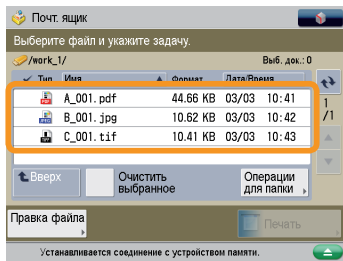 Почт. ящик
Выберите файл и укажите задачу.
/work_1/ Выб. док.: 0
Тип Имя Формат Дата/Время
A_001.pdf 44.66 KB 03/03 10:41
B_001.jpg 10.62 KB 03/03 10:42
C_001.tif 10.41 KB 03/03 10:43
1
/1
Вверх
Очистить
выбранное
Операции
для папки
Правка файла
Печать
Устанавливается соединение с устройством памяти.